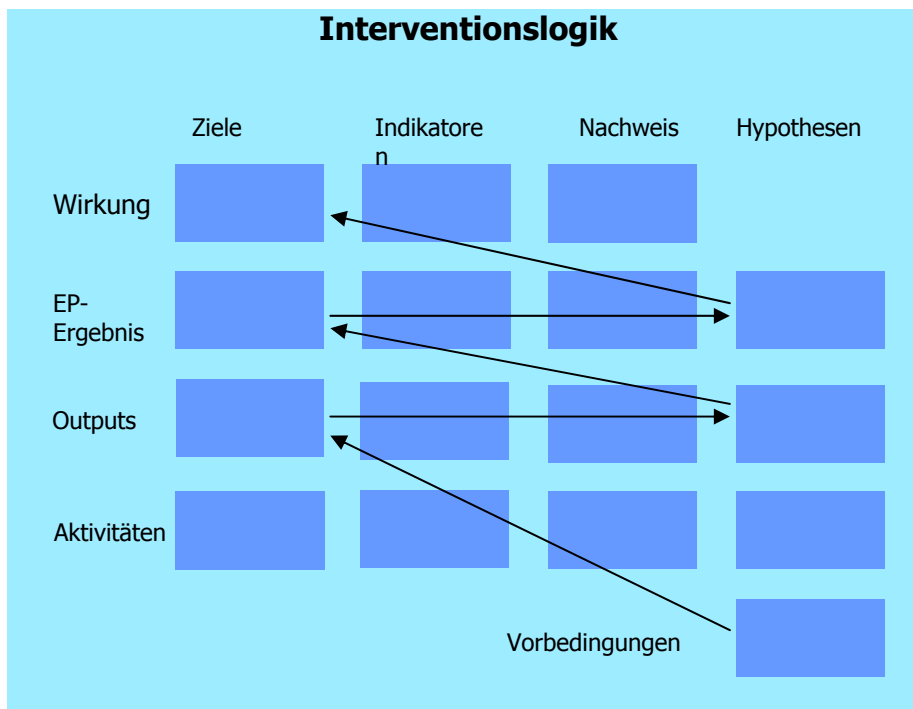 Interventionslogik
Ziele Indikatore Nachweis Hypothesen
n
Wirkung
EP-
Ergebnis
Outputs
Aktivitäten
Vorbedingungen